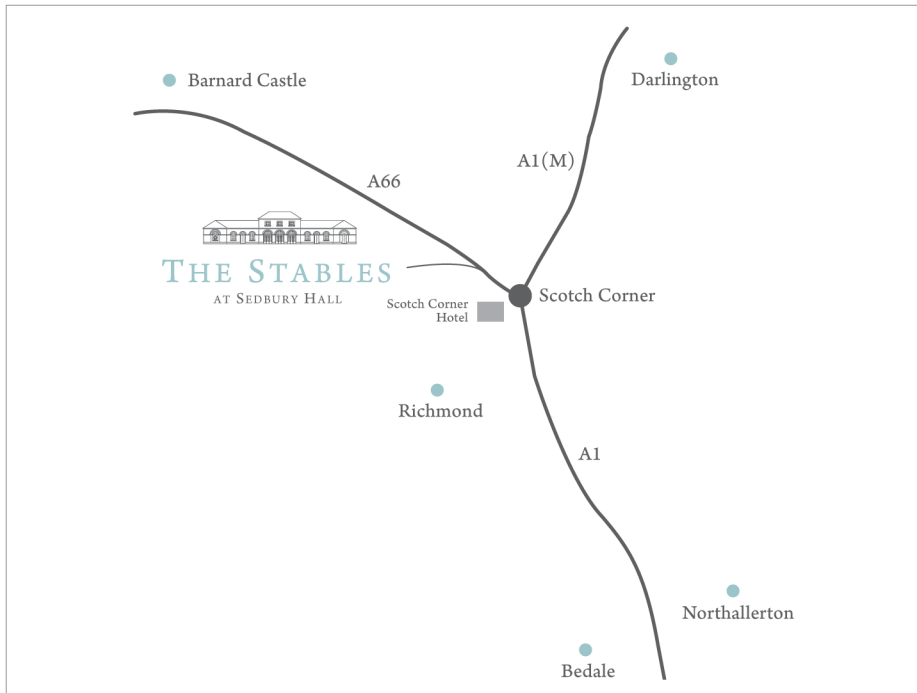 Barnard Castle
Darlington
A1(M)
A66
THE STABLES
AT SEDBURY HALL
Scotch Corner
Scotch Corner
Hotel
Richmond
A1
Northallerton
Bedale